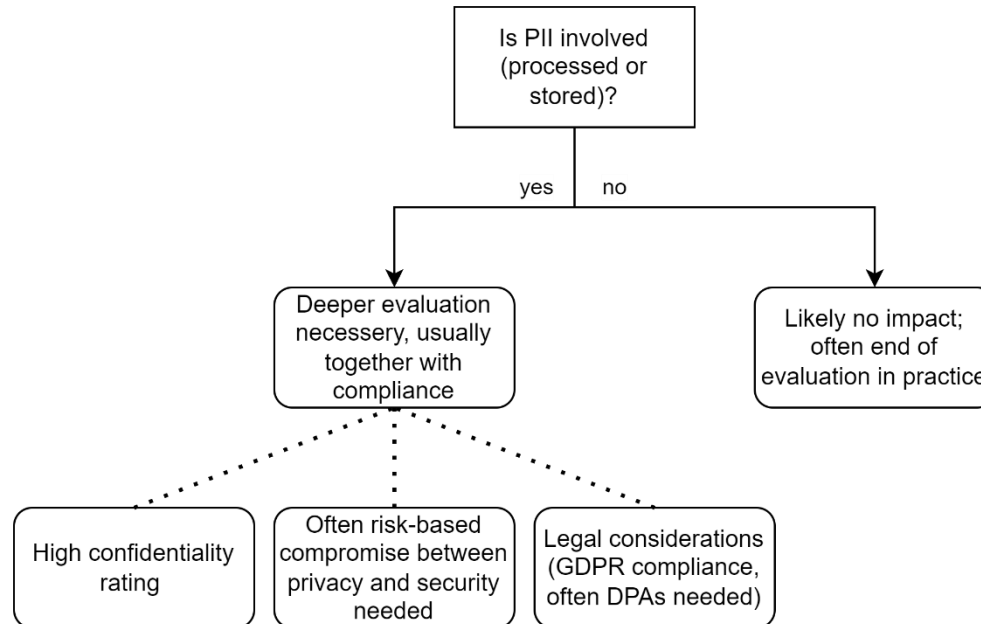 Is PII involved
(processed or
stored)?
yes
no
Deeper evaluation
necessery, usually
together with
compliance
Likely no impact;
often end of
evaluation in practice
High confidentiality
rating
Often risk-based
compromise between
privacy and security
needed
Legal considerations
(GDPR compliance,
often DPAs needed)